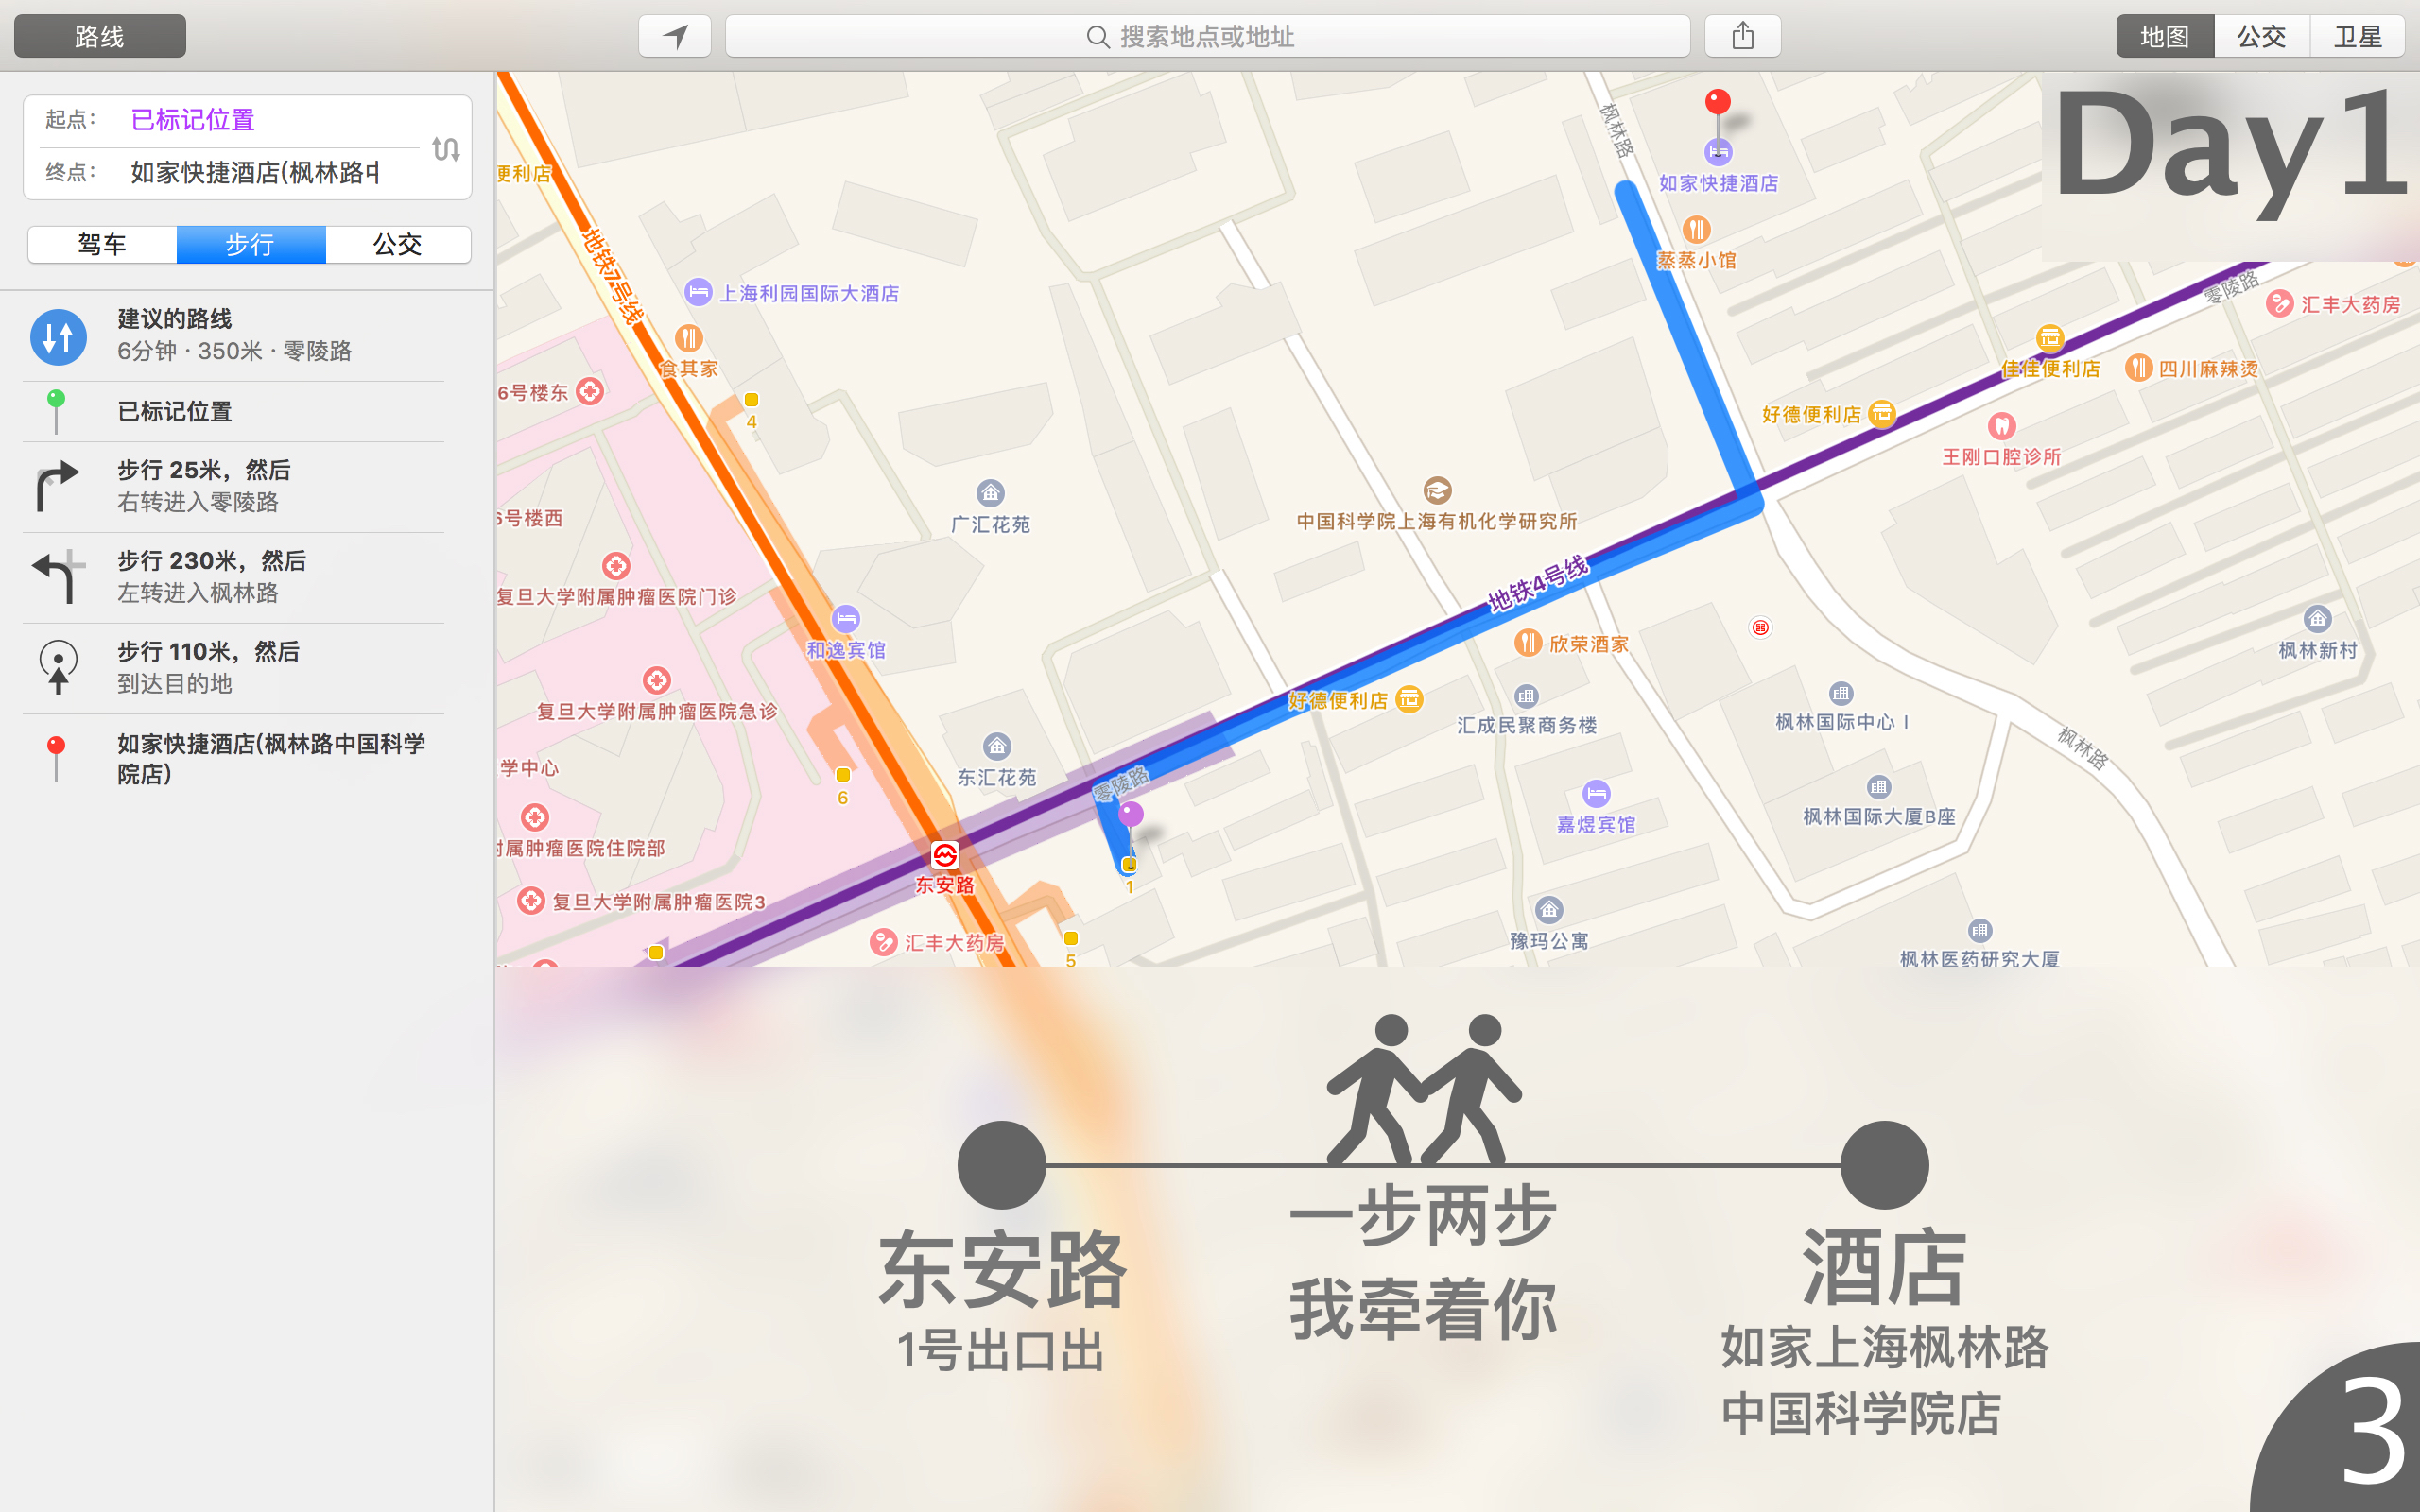 路线
搜索地点或地址
地图
公交
卫星
起点：
已标记位置
终点：
如家快捷酒店(枫林路中
驾车
步行
公交
建议的路线
6分钟 · 350米 · 零陵路
已标记位置
步行 25米，然后
右转进入零陵路
步行 230米，然后
左转进入枫林路
步行 110米，然后
到达目的地
如家快捷酒店(枫林路中国科学
院店)
Day1
枫林路
如家快捷酒店
蒸蒸小馆
便利店
地铁7号线
上海利园国际大酒店
食其家
6号楼东
4
零陵路
汇丰大药房
佳佳便利店
四川麻辣烫
好德便利店
王刚口腔诊所
广汇花苑
中国科学院上海有机化学研究所
6号楼西
地铁4号线
复旦大学附属肿瘤医院门诊
和逸宾馆
欣荣酒家
枫林新村
复旦大学附属肿瘤医院急诊
好德便利店
汇成民聚商务楼
枫林国际中心 I
枫林路
学中心
6
东汇花苑
零陵路
嘉煜宾馆
枫林国际大厦B座
附属肿瘤医院住院部
东安路
1
复旦大学附属肿瘤医院3
汇丰大药房
5
豫玛公寓
枫林医药研究大厦
一步两步
我牵着你
东安路
1号出口出
酒店
如家上海枫林路
中国科学院店
3